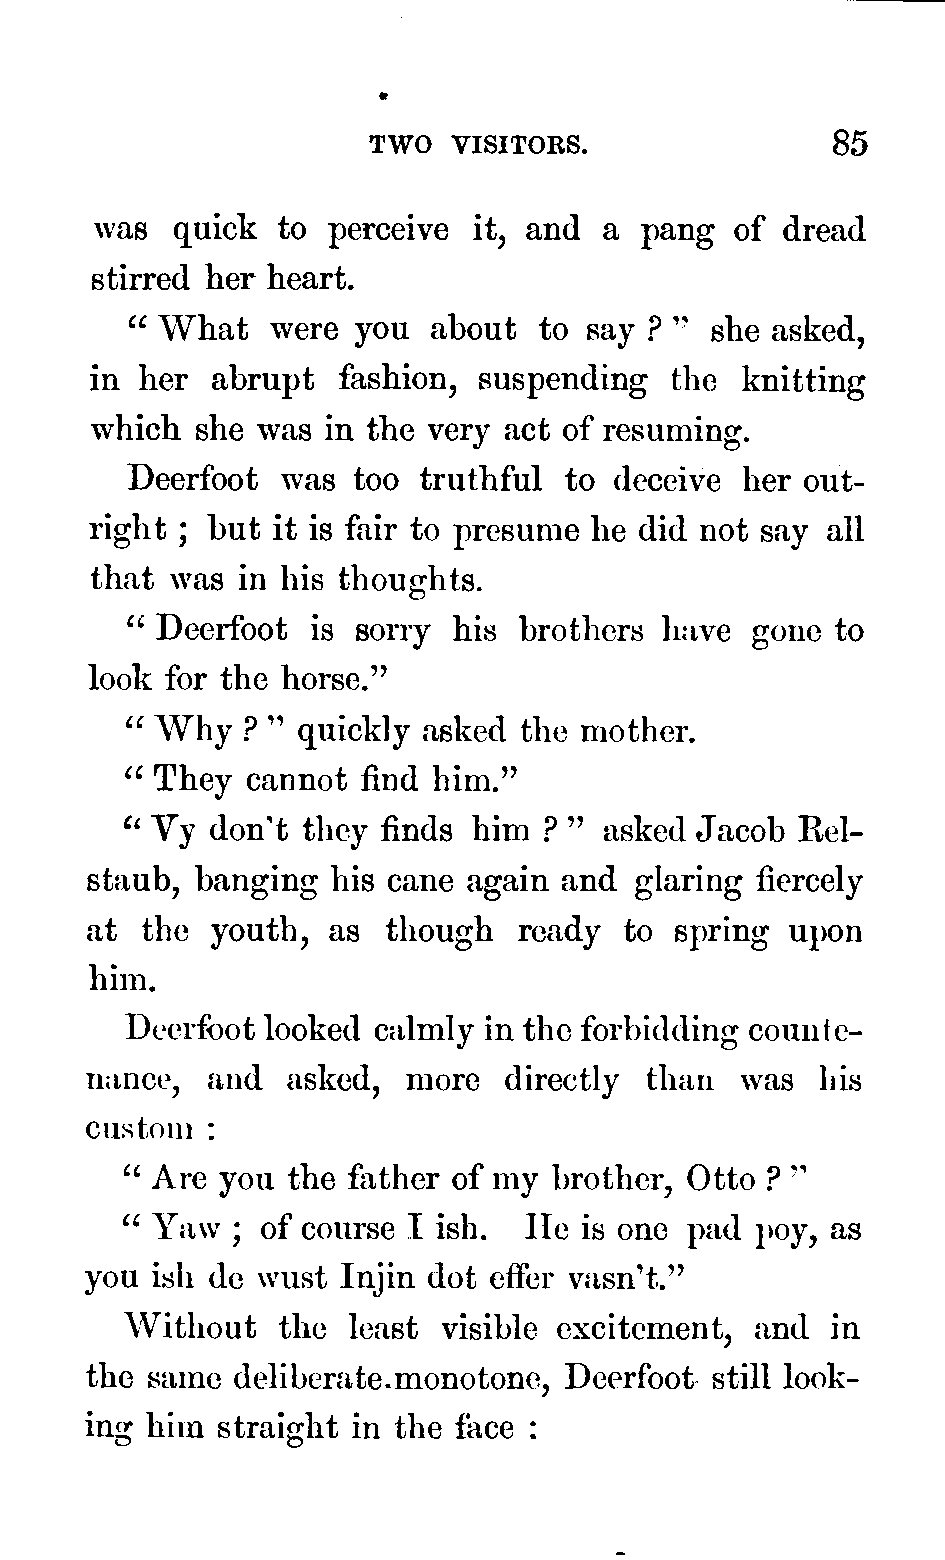 TWO VISITORS. 85
was quick to perceive it, and a pang of dread
stirred her heart.
“ What were you about to say ? ” she asked,
in her abrupt fashion, suspending the knitting
which she was in the very act of resuming.
Deerfoot was too truthful to deceive her out-
right ; but it is fair to presume he did not say all
that was in his thoughts.
“ Deerfoot is sorry his brothers have gone to
look for the horse.”
“ Why ? ” quickly asked the mother.
“ They cannot find him.”
“ Vy don't they finds him ? ” asked Jacob Rel-
staub, banging his cane again and glaring fiercely
at the youth, as though ready to spring upon
him.
Deerfoot looked calmly in the forbidding counte-
nance, and asked, more directly than was his
custom :
“ Are you the father of my brother, Otto ? ”
“ Yaw ; of course I ish. He is one pad poy, as
you ish de wust Injin dot effer vasn't.”
Without the least visible excitement, and in
the same deliberate.monotone, Deerfoot still look-
ing him straight in the face :